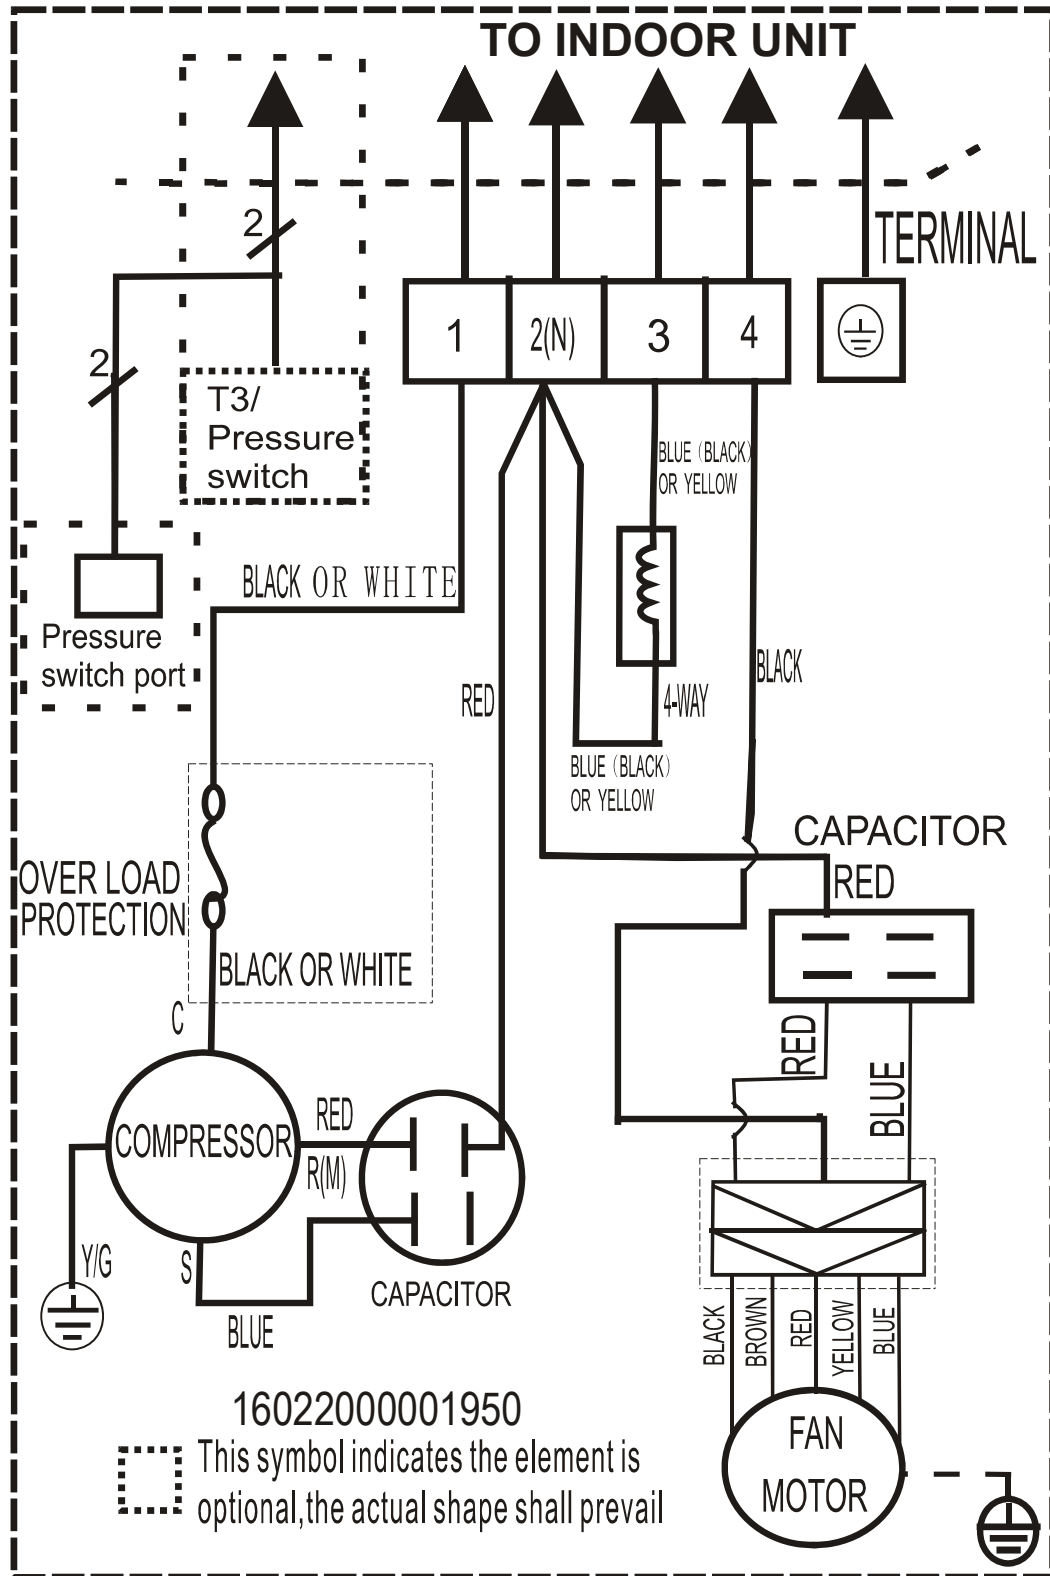 TO INDOOR UNIT
2
TERMINAL
1
2(N)
3
4
2
T3/
Pressure
switch
BLUE (BLACK)
OR YELLOW
BLACK OR WHITE
Pressure
switch port
RED
4-WAY
BLACK
BLUE (BLACK)
OR YELLOW
CAPACITOR
RED
OVER LOAD
PROTECTION
BLACK OR WHITE
C
RED
BLUE
COMPRESSOR
RED
R(M)
Y/G
S
CAPACITOR
BLUE
BLACK
BROWN
RED
YELLOW
BLUE
16022000001950
FAN
MOTOR
This symbol indicates the element is
optional,the actual shape shall prevail